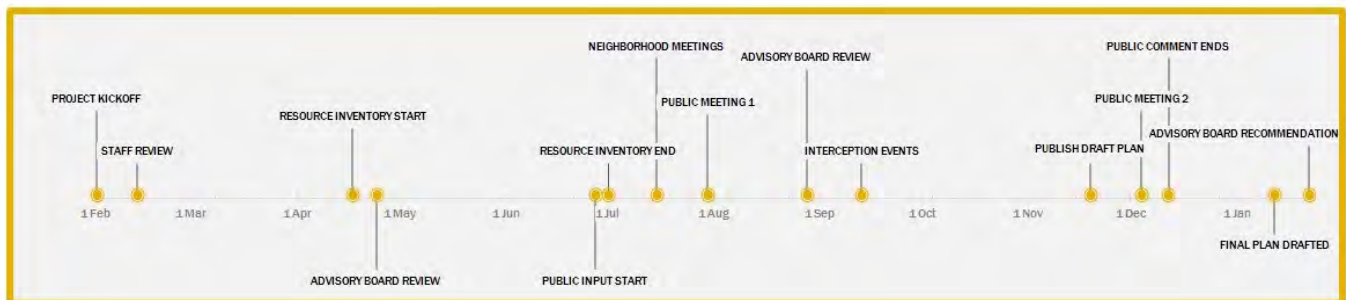 NEIGHBORHOOD MEETINGS
PUBLIC COMMENT ENDS
ADVISORY BOARD REVIEW
PROJECT KICKOFF
PUBLIC MEETING 1
PUBLIC MEETING 2
RESOURCE INVENTORY START
ADVISORY BOARD RECOMMENDATION
STAFF REVIEW
RESOURCE INVENTORY END
INTERCEPTION EVENTS
PUBLISH DRAFT PLAN
1 Feb 1 Mar 1 Apr 1 May 1 Jun 1 Jul 1 Aug 1 Sep 1 Oct 1 Nov 1 Dec 1 Jan
FINAL PLAN DRAFTED
ADVISORY BOARD REVIEW
PUBLIC INPUT START